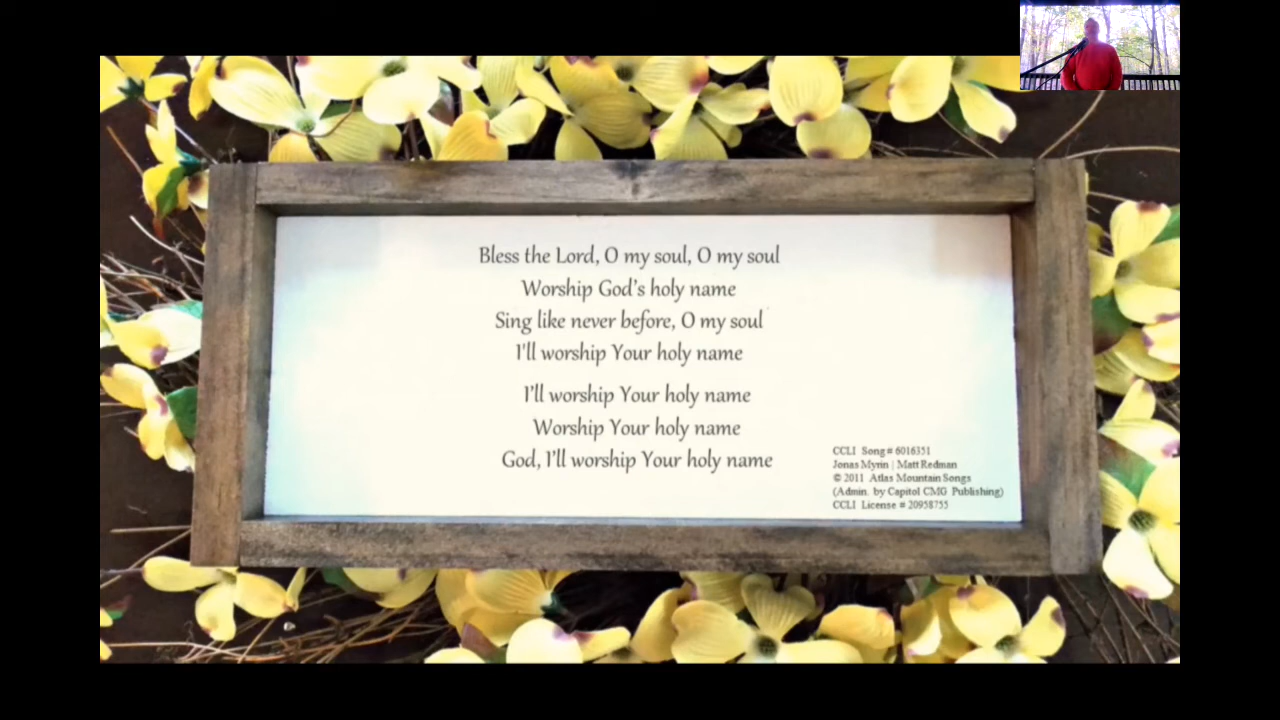 Bless the Lord, O my soul, O my soul
Worship God's holy name
Sing like never before, O my soul
I'll worship Your holy name
I'll worship Your holy name
Worship Your holy name
God, I'll worship Your holy name
CCLI Song # 6016351
Jonas Myrin | Matt Redman
© 2011 Atlas Mountain Songs
(Admin. by Capitol CMG Publishing)
CCLI License # 20958755